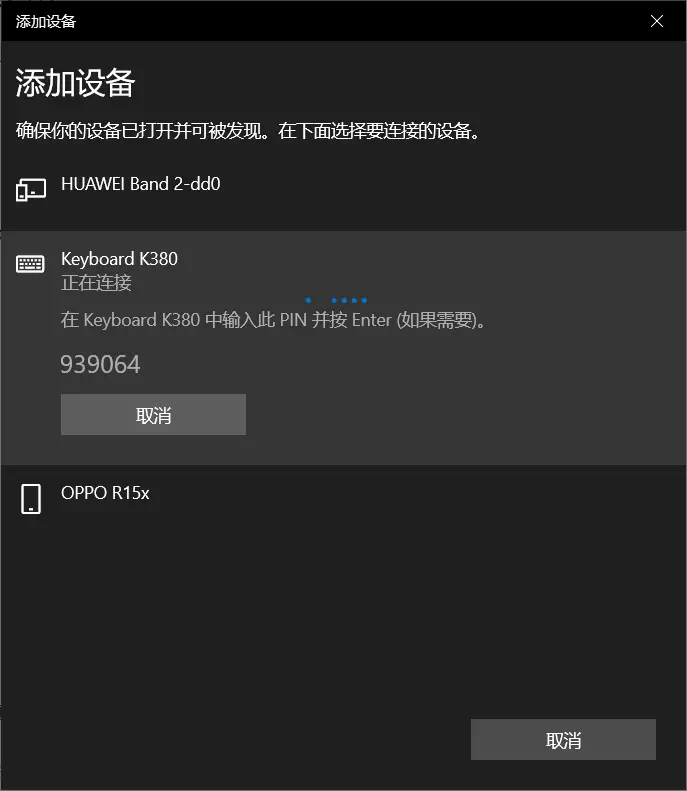 添加设备
添加设备
确保你的设备已打开并可被发现。在下面选择要连接的设备。
HUAWEI Band 2-dd0
Keyboard K380
正在连接
在 Keyboard K380 中输入此 PIN 并按 Enter (如果需要)。
939064
取消
OPPO R15x
取消